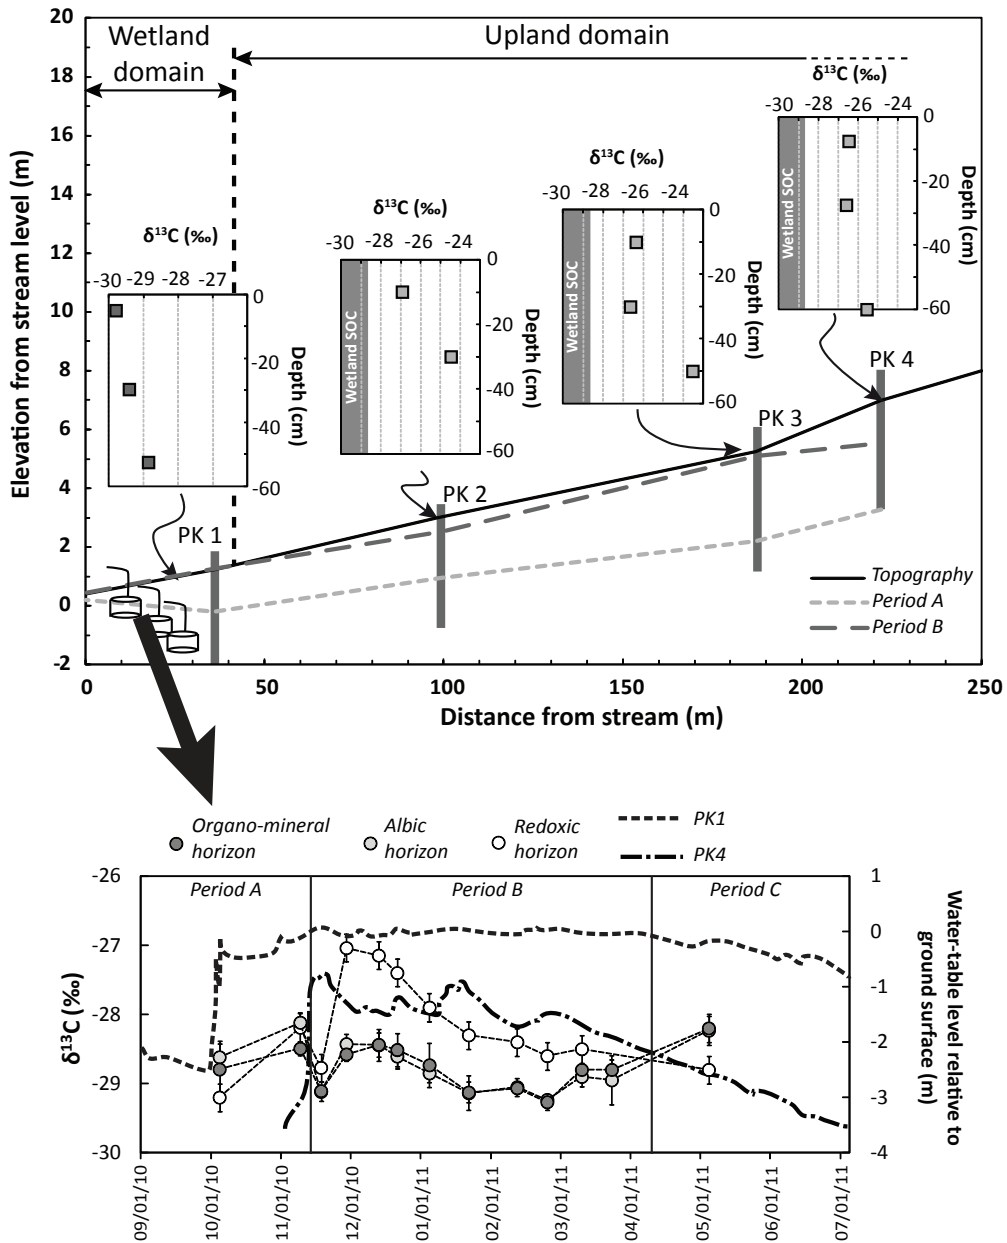 20
18
16
14
12
10
8
6
4
2
0
-2
Elevation from stream level (m)
Wetland
domain
Upland domain
δ¹³C (‰)
-30 -29 -28 -27
0
-20
-40
-60
Depth (cm)
PK 1
δ¹³C (‰)
-30 -28 -26 -24
Wetland SOC
0
-20
-40
-60
Depth (cm)
PK 2
δ¹³C (‰)
-30 -28 -26 -24
Wetland SOC
0
-20
-40
-60
Depth (cm)
PK 3
δ¹³C (‰)
-30 -28 -26 -24
Wetland SOC
0
-20
-40
-60
Depth (cm)
PK 4
Topography
Period A
Period B
0 50 100 150 200 250
Distance from stream (m)
Organo-mineral
horizon
Albic
horizon
Redoxic
horizon
PK1
PK4
-26
-27
-28
-29
-30
δ¹³C (‰)
Period A
Period B
Period C
1
0
-1
-2
-3
-4
Water-table level relative to
ground surface (m)
09/01/10
10/01/10
11/01/10
12/01/10
01/01/11
02/01/11
03/01/11
04/01/11
05/01/11
06/01/11
07/01/11